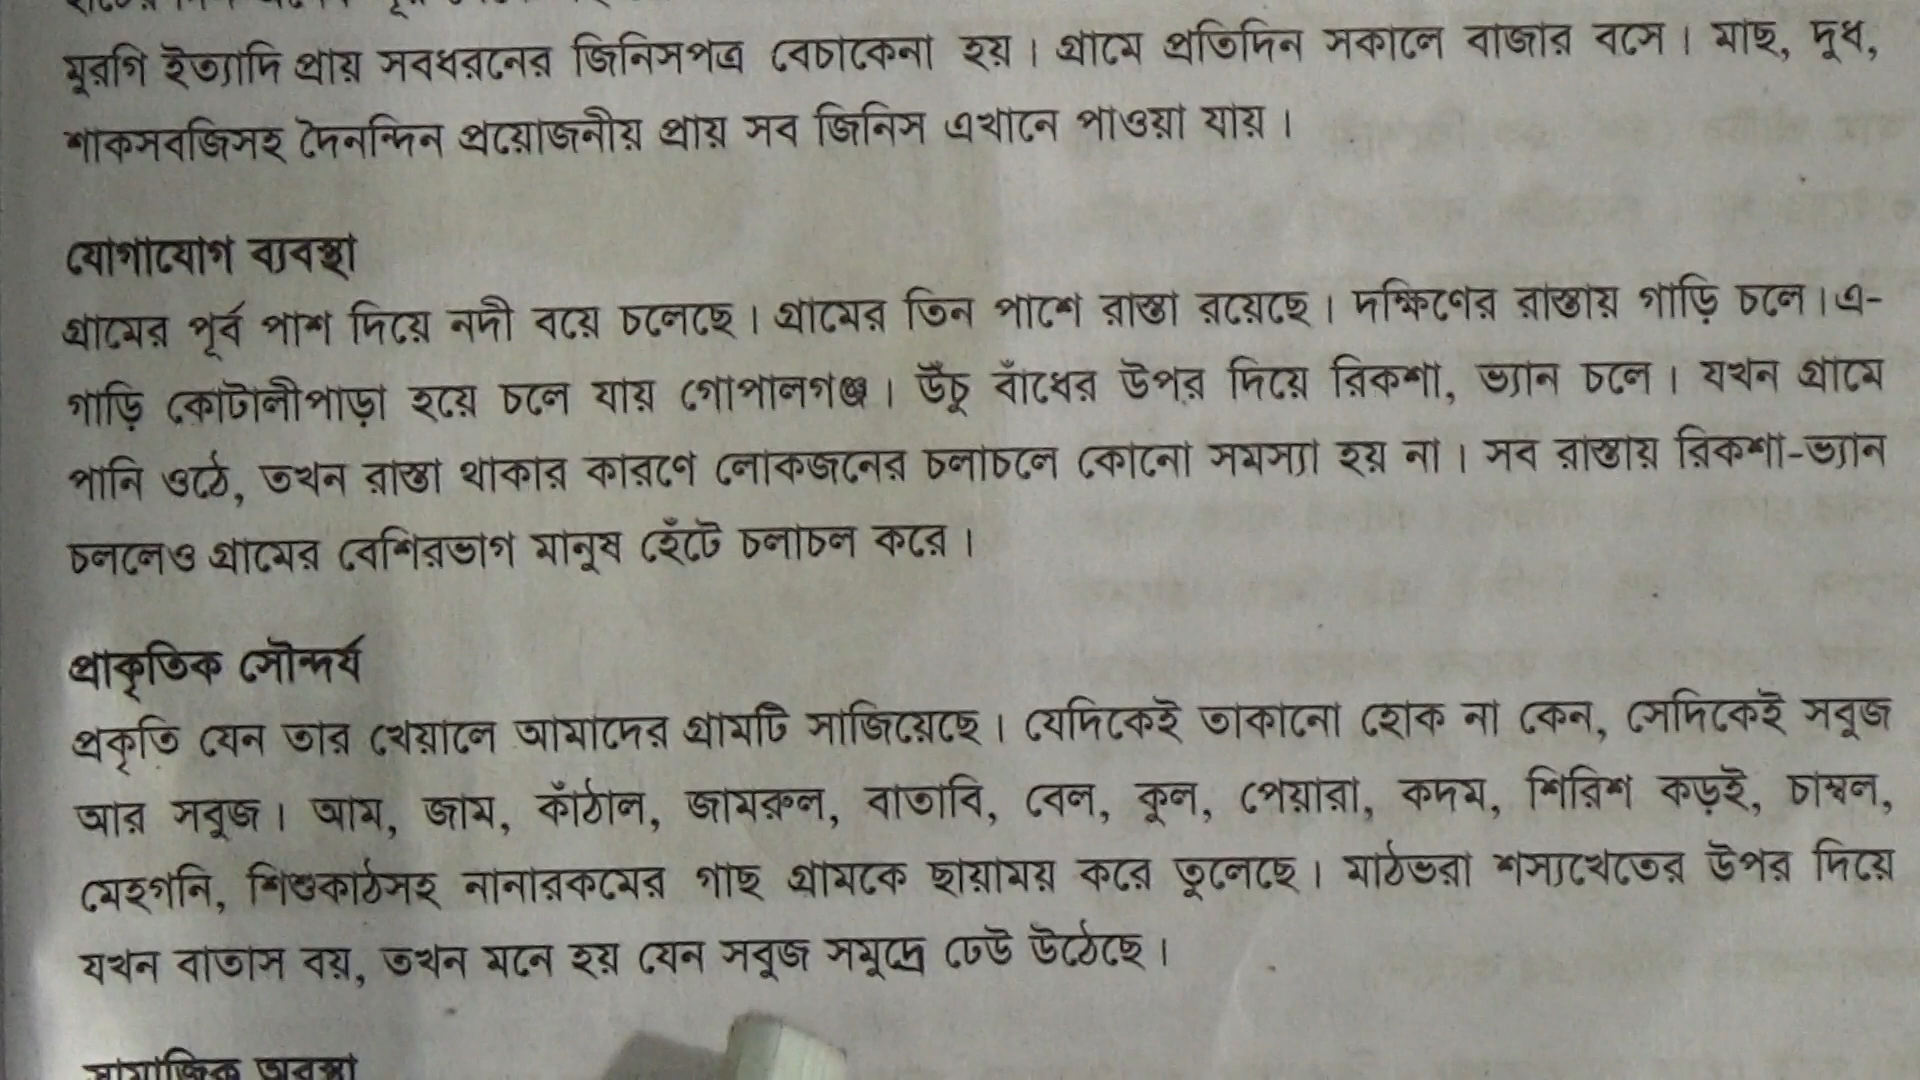 মুরগি ইত্যাদি প্রায় সবধরনের জিনিসপত্র বেচাকেনা হয়। গ্রামে প্রতিদিন সকালে বাজার বসে। মাছ, দুধ,
শাকসবজিসহ দৈনন্দিন প্রয়োজনীয় প্রায় সব জিনিস এখানে পাওয়া যায়।
যোগাযোগ ব্যবস্থা
গ্রামের পূর্ব পাশ দিয়ে নদী বয়ে চলেছে। গ্রামের তিন পাশে রাস্তা রয়েছে। দক্ষিণের রাস্তায় গাড়ি চলে। এ-
গাড়ি কোটালীপাড়া হয়ে চলে যায় গোপালগঞ্জ। উঁচু বাঁধের উপর দিয়ে রিকশা, ভ্যান চলে। যখন গ্রামে
পানি ওঠে, তখন রাস্তা থাকার কারণে লোকজনের চলাচলে কোনো সমস্যা হয় না। সব রাস্তায় রিকশা-ভ্যান
চললেও গ্রামের বেশিরভাগ মানুষ হেঁটে চলাচল করে।
প্রাকৃতিক সৌন্দর্য
প্রকৃতি যেন তার খেয়ালে আমাদের গ্রামটি সাজিয়েছে। যেদিকেই তাকানো হোক না কেন, সেদিকেই সবুজ
আর সবুজ। আম, জাম, কাঁঠাল, জামরুল, বাতাবি, বেল, কুল, পেয়ারা, কদম, শিরিশ কড়ই, চাম্বল,
মেহগনি, শিশুকাঠসহ নানারকমের গাছ গ্রামকে ছায়াময় করে তুলেছে। মাঠভরা শস্যখেতের উপর দিয়ে
যখন বাতাস বয়, তখন মনে হয় যেন সবুজ সমুদ্রে ঢেউ উঠেছে।
সামাজিক অবস্থা